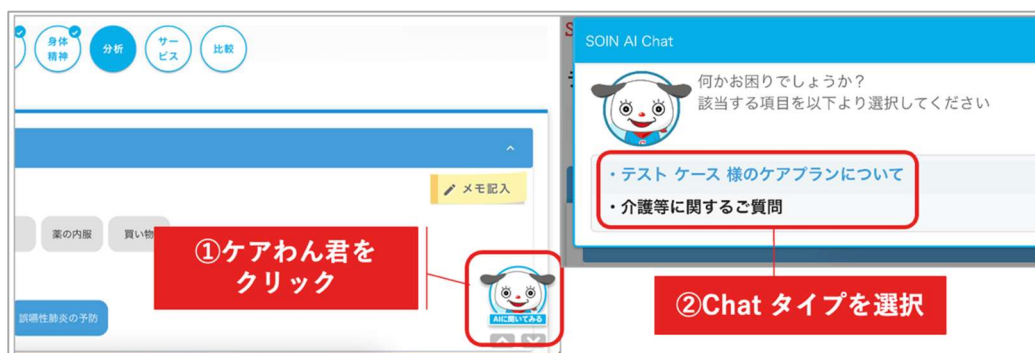 身体
精神
分析
サー
ビス
比較
メモ記入
薬の内服
買い物
①ケアわん君を
クリック
誤嚥性肺炎の予防
AIに聞いてみる
SOIN AI Chat
何かお困りでしょうか？
該当する項目を以下より選択してください
・テスト ケース 様のケアプランについて
・介護等に関するご質問
②Chat タイプを選択